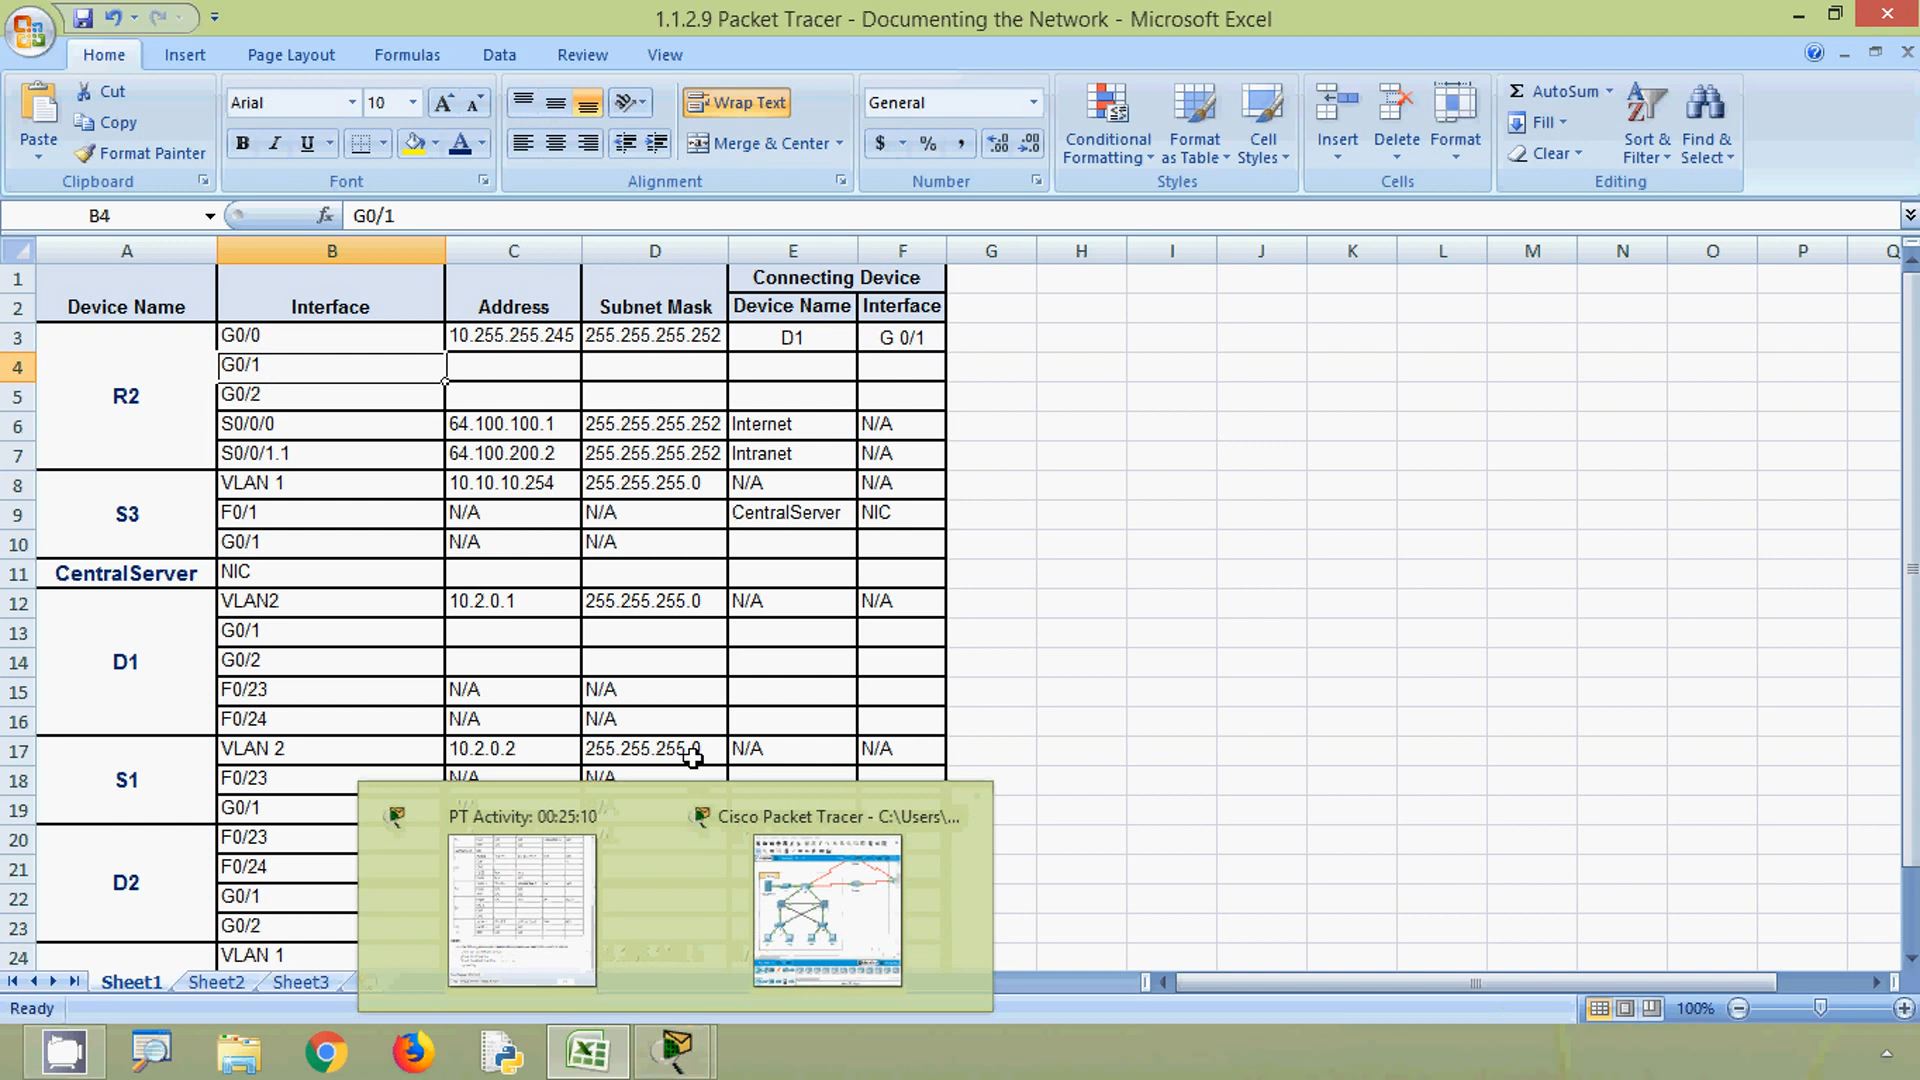 1.1.2.9 Packet Tracer - Documenting the Network - Microsoft Excel
Home Insert Page Layout Formulas Data Review View
Paste Cut Copy Format Painter Clipboard
Arial 10 A A B I U A Font
Wrap Text Merge & Center Alignment
General $ % , .0 .00 .00 .0 Number
Conditional Formatting Format as Table Cell Styles Styles
Insert Delete Format Cells
Σ AutoSum Fill Clear Sort & Filter Find & Select Editing
B4 fx G0/1
A B C D E F G H I J K L M N O P Q
1 Connecting Device
2 Device Name Interface Address Subnet Mask Device Name Interface
3 G0/0 10.255.255.245 255.255.255.252 D1 G 0/1
4 G0/1
5 R2 G0/2
6 S0/0/0 64.100.100.1 255.255.255.252 Internet N/A
7 S0/0/1.1 64.100.200.2 255.255.255.252 Intranet N/A
8 VLAN 1 10.10.10.254 255.255.255.0 N/A N/A
9 S3 F0/1 N/A N/A CentralServer NIC
10 G0/1 N/A N/A
11 CentralServer NIC
12 VLAN2 10.2.0.1 255.255.255.0 N/A N/A
13 G0/1
14 D1 G0/2
15 F0/23 N/A N/A
16 F0/24 N/A N/A
17 VLAN 2 10.2.0.2 255.255.255.0 N/A N/A
18 S1 F0/23 N/A N/A
19 G0/1
20 F0/23
21 D2 F0/24
22 G0/1
23 G0/2
24 VLAN 1
PT Activity: 00:25:10 Cisco Packet Tracer - C:\Users\...
Sheet1 Sheet2 Sheet3
Ready 100%